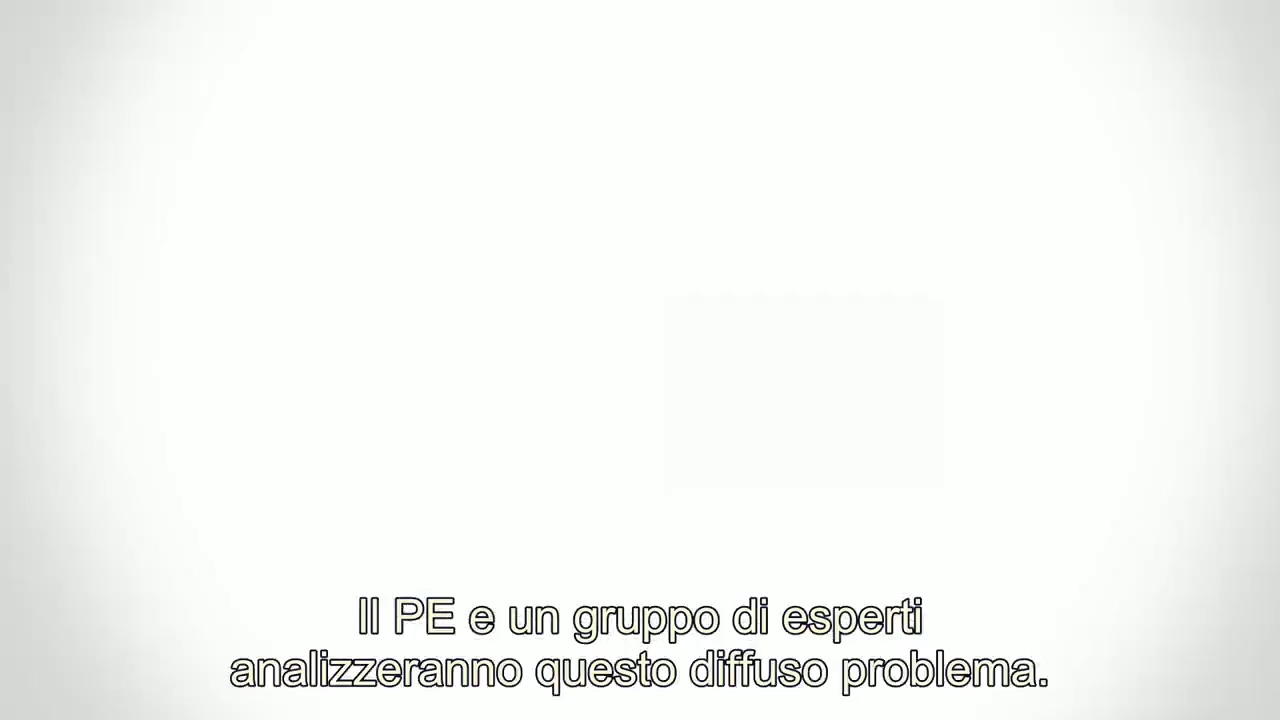 Il PE e un gruppo di esperti
analizzeranno questo diffuso problema.